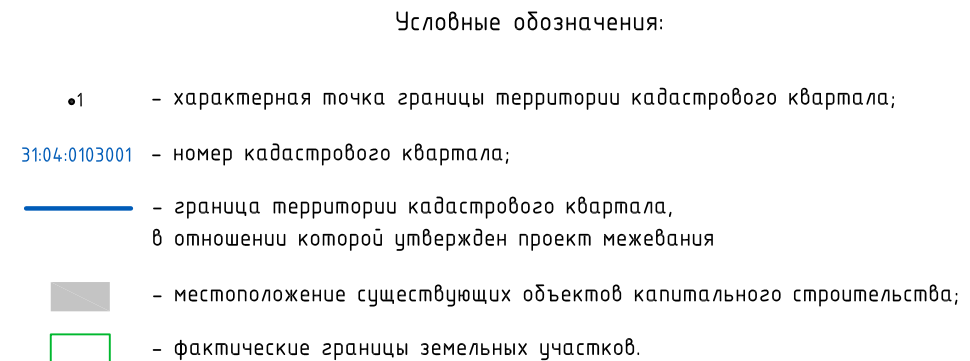 Условные обозначения:
•1 – характерная точка границы территории кадастрового квартала;
31:04:0103001 – номер кадастрового квартала;
– граница территории кадастрового квартала,
в отношении которой утвержден проект межевания
– местоположение существующих объектов капитального строительства;
– фактические границы земельных участков.